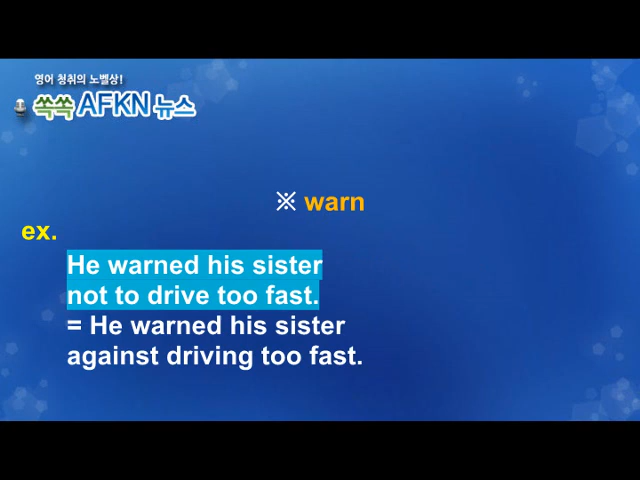 영어 청취의 노벨상!
쏙쏙 AFKN 뉴스
※ warn
ex.
He warned his sister
not to drive too fast.
= He warned his sister
against driving too fast.